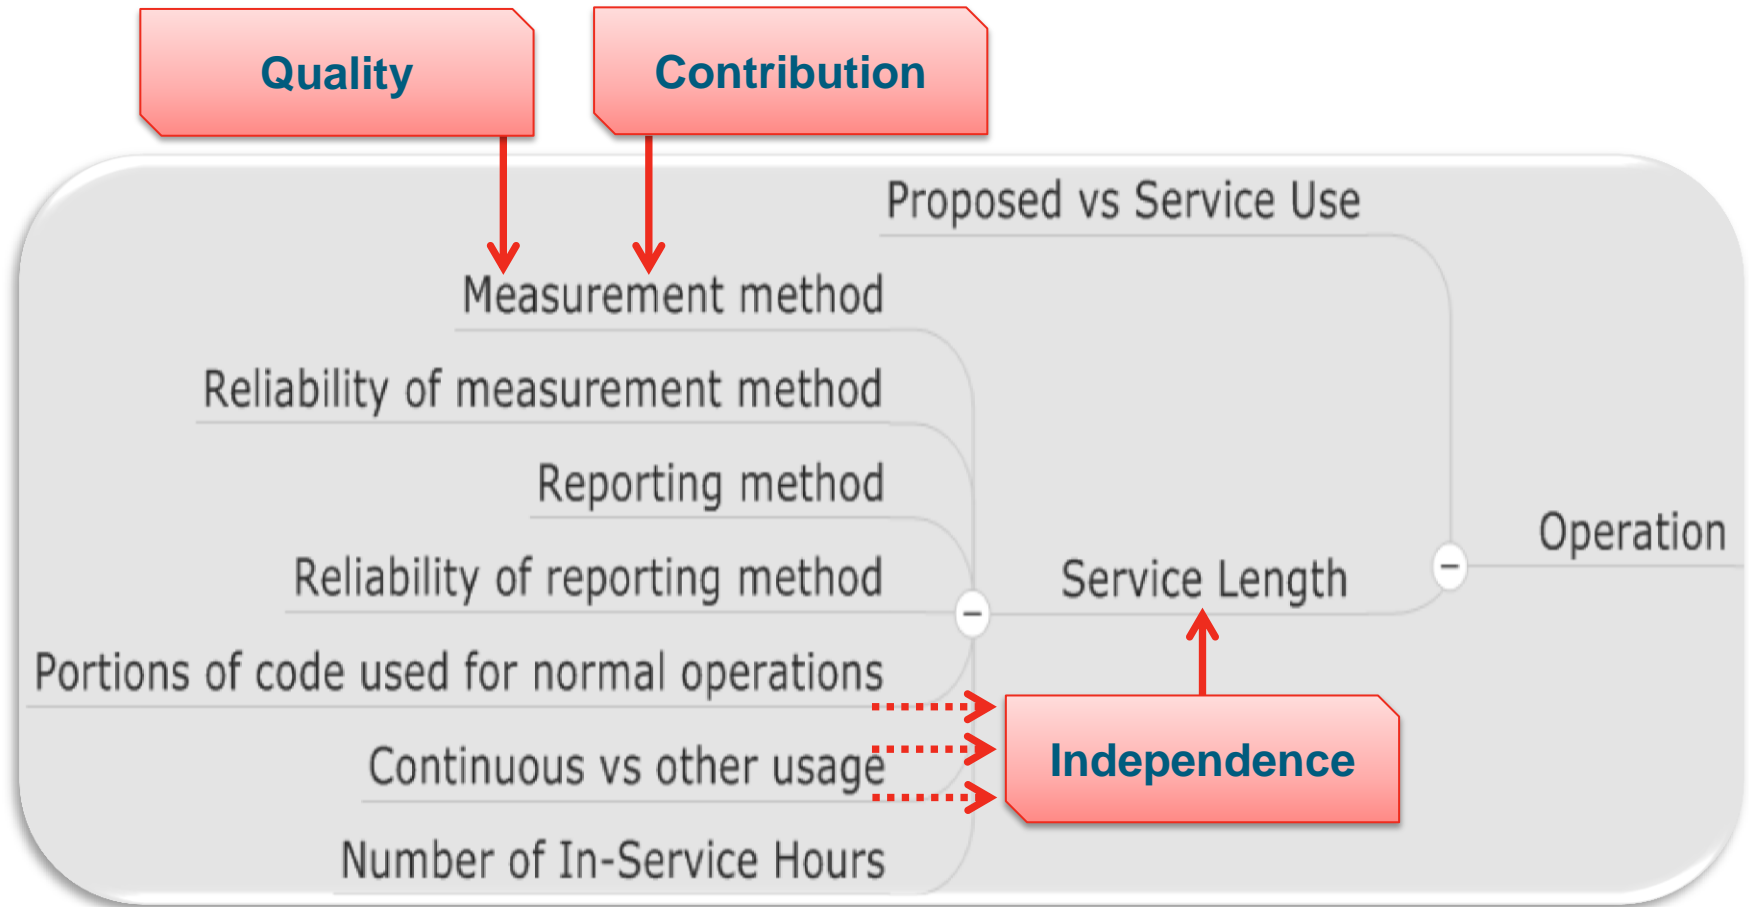 Quality
Contribution
Proposed vs Service Use
Measurement method
Reliability of measurement method
Reporting method
Operation
Reliability of reporting method
Service Length
Portions of code used for normal operations
Continuous vs other usage
Independence
Number of In-Service Hours